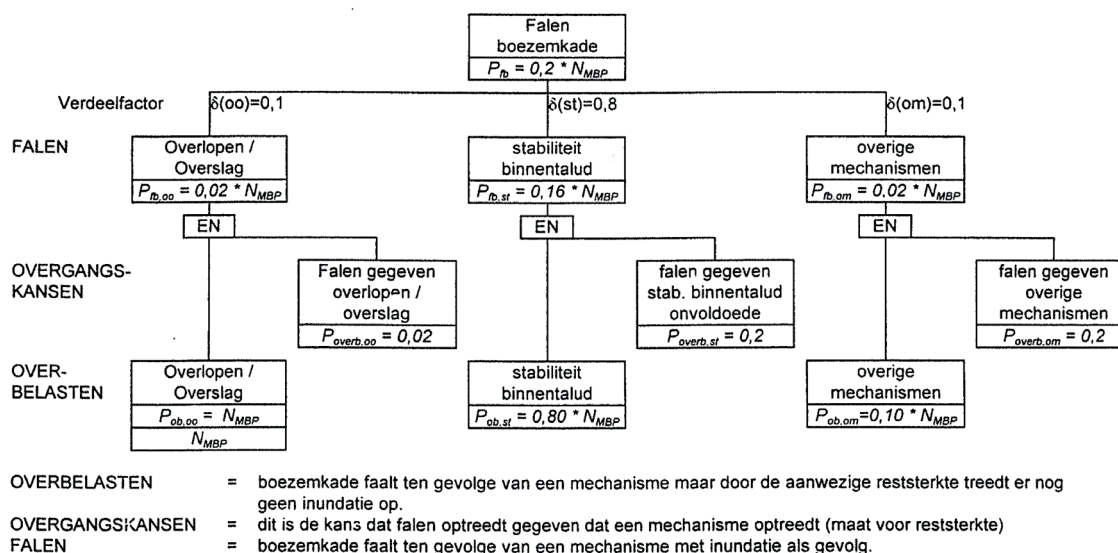 Falen
boezemkade
P_fb = 0,2 * N_MBP
Verdeelfactor
δ(oo)=0,1
δ(st)=0,8
δ(om)=0,1
FALEN
Overlopen /
Overslag
P_fb,oo = 0,02 * N_MBP
stabiliteit
binnentalud
P_fb,st = 0,16 * N_MBP
overige
mechanismen
P_fb,om = 0,02 * N_MBP
EN
EN
EN
OVERGANGS-
KANSEN
Falen gegeven
overlopen /
overslag
P_overb,oo = 0,02
falen gegeven
stab. binnentalud
onvoldoede
P_overb,st = 0,2
falen gegeven
overige
mechanismen
P_overb,om = 0,2
OVER-
BELASTEN
Overlopen /
Overslag
P_ob,oo = N_MBP
N_MBP
stabiliteit
binnentalud
P_ob,st = 0,80 * N_MBP
overige
mechanismen
P_ob,om=0,10 * N_MBP
OVERBELASTEN = boezemkade faalt ten gevolge van een mechanisme maar door de aanwezige reststerkte treedt er nog
geen inundatie op.
OVERGANGSKANSEN = dit is de kans dat falen optreedt gegeven dat een mechanisme optreedt (maat voor reststerkte)
FALEN = boezemkade faalt ten gevolge van een mechanisme met inundatie als gevolg.